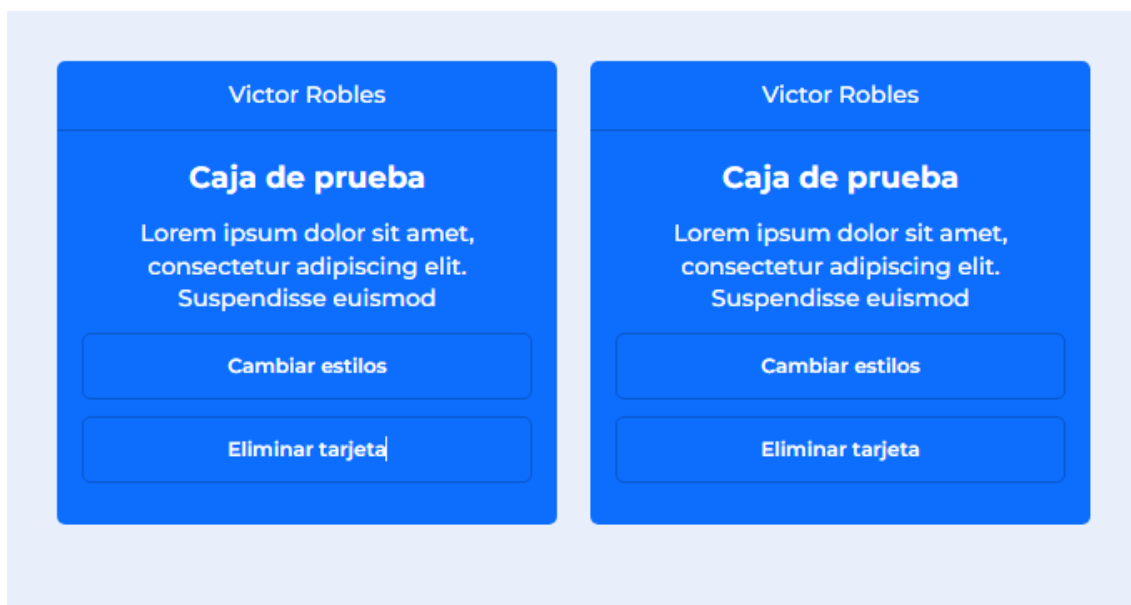 Victor Robles
Caja de prueba
Lorem ipsum dolor sit amet,
consectetur adipiscing elit.
Suspendisse euismod
Cambiar estilos
Eliminar tarjeta
Victor Robles
Caja de prueba
Lorem ipsum dolor sit amet,
consectetur adipiscing elit.
Suspendisse euismod
Cambiar estilos
Eliminar tarjeta